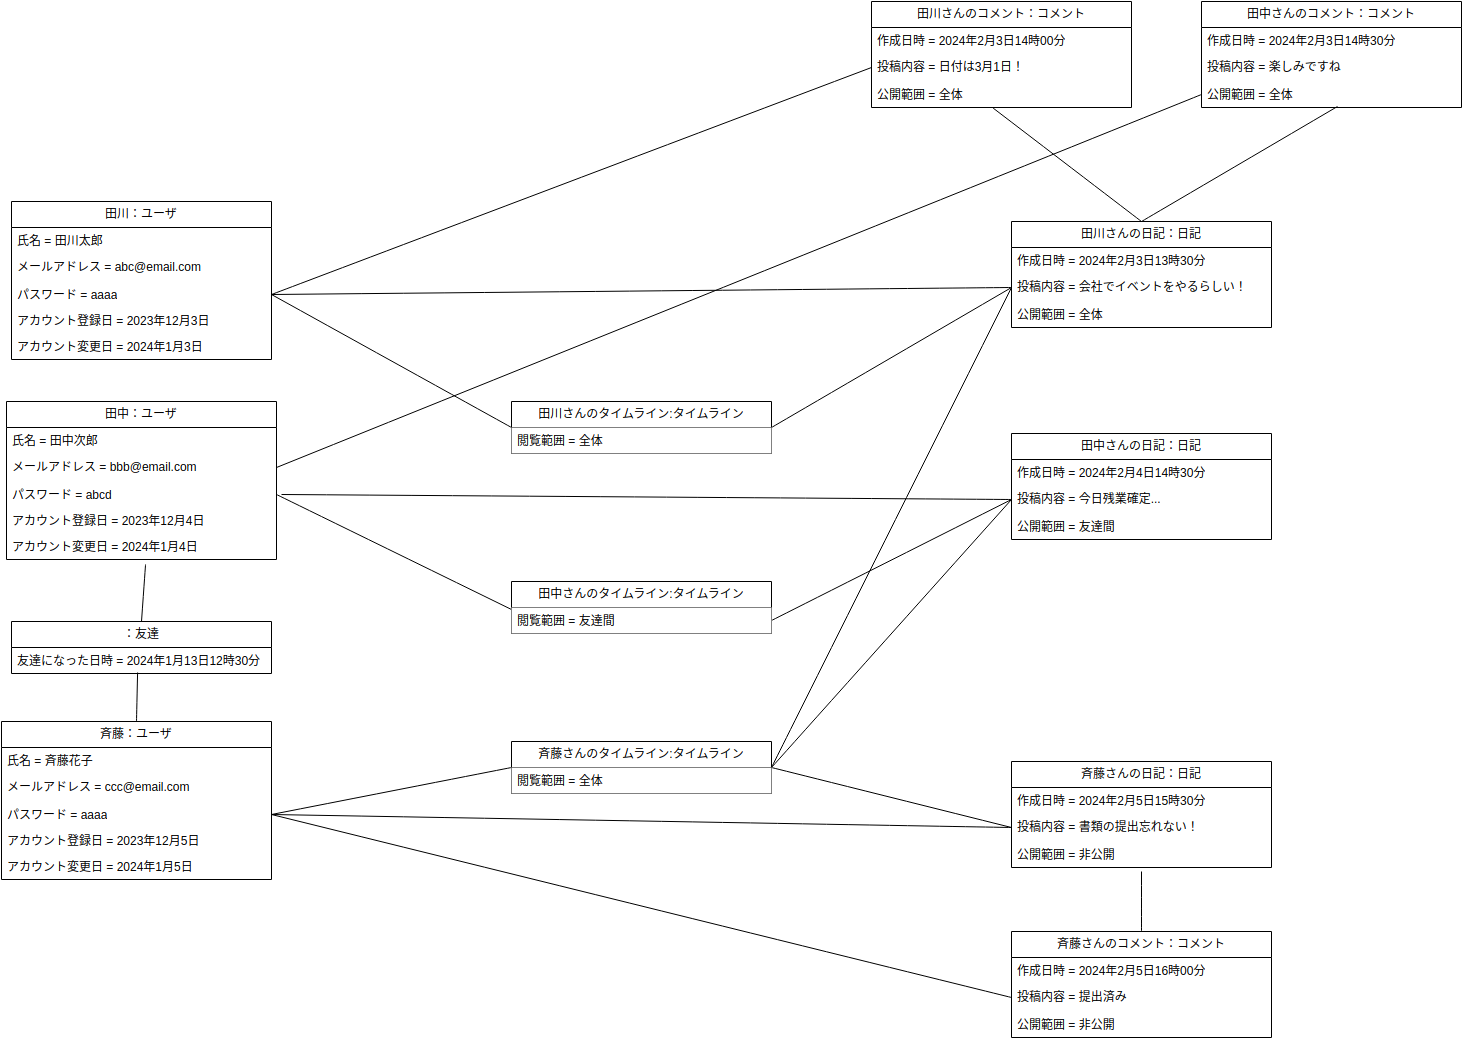 田川さんのコメント：コメント
作成日時 = 2024年2月3日14時00分
投稿内容 = 日付は3月1日！
公開範囲 = 全体
田中さんのコメント：コメント
作成日時 = 2024年2月3日14時30分
投稿内容 = 楽しみですね
公開範囲 = 全体
田川：ユーザ
氏名 = 田川太郎
メールアドレス = abc@email.com
パスワード = aaaa
アカウント登録日 = 2023年12月3日
アカウント変更日 = 2024年1月3日
田川さんの日記：日記
作成日時 = 2024年2月3日13時30分
投稿内容 = 会社でイベントをやるらしい！
公開範囲 = 全体
田中：ユーザ
氏名 = 田中次郎
メールアドレス = bbb@email.com
パスワード = abcd
アカウント登録日 = 2023年12月4日
アカウント変更日 = 2024年1月4日
田川さんのタイムライン:タイムライン
閲覧範囲 = 全体
田中さんの日記：日記
作成日時 = 2024年2月4日14時30分
投稿内容 = 今日残業確定...
公開範囲 = 友達間
田中さんのタイムライン:タイムライン
閲覧範囲 = 友達間
：友達
友達になった日時 = 2024年1月13日12時30分
斉藤：ユーザ
氏名 = 斉藤花子
メールアドレス = ccc@email.com
パスワード = aaaa
アカウント登録日 = 2023年12月5日
アカウント変更日 = 2024年1月5日
斉藤さんのタイムライン:タイムライン
閲覧範囲 = 全体
斉藤さんの日記：日記
作成日時 = 2024年2月5日15時30分
投稿内容 = 書類の提出忘れない！
公開範囲 = 非公開
斉藤さんのコメント：コメント
作成日時 = 2024年2月5日16時00分
投稿内容 = 提出済み
公開範囲 = 非公開